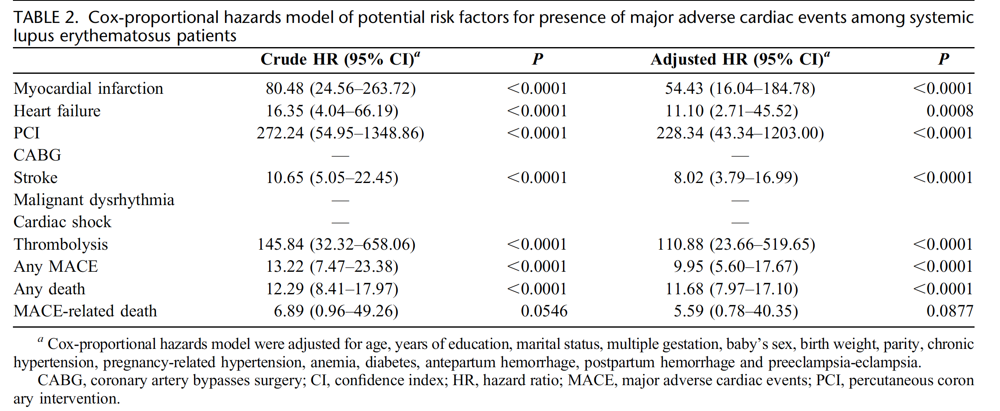 TABLE 2. Cox-proportional hazards model of potential risk factors for presence of major adverse cardiac events among systemic
lupus erythematosus patients
Crude HR (95% CI)a P Adjusted HR (95% CI)a P
Myocardial infarction 80.48 (24.56–263.72) <0.0001 54.43 (16.04–184.78) <0.0001
Heart failure 16.35 (4.04–66.19) <0.0001 11.10 (2.71–45.52) 0.0008
PCI 272.24 (54.95–1348.86) <0.0001 228.34 (43.34–1203.00) <0.0001
CABG — —
Stroke 10.65 (5.05–22.45) <0.0001 8.02 (3.79–16.99) <0.0001
Malignant dysrhythmia — —
Cardiac shock — —
Thrombolysis 145.84 (32.32–658.06) <0.0001 110.88 (23.66–519.65) <0.0001
Any MACE 13.22 (7.47–23.38) <0.0001 9.95 (5.60–17.67) <0.0001
Any death 12.29 (8.41–17.97) <0.0001 11.68 (7.97–17.10) <0.0001
MACE-related death 6.89 (0.96–49.26) 0.0546 5.59 (0.78–40.35) 0.0877
a Cox-proportional hazards model were adjusted for age, years of education, marital status, multiple gestation, baby's sex, birth weight, parity, chronic
hypertension, pregnancy-related hypertension, anemia, diabetes, antepartum hemorrhage, postpartum hemorrhage and preeclampsia-eclampsia.
CABG, coronary artery bypasses surgery; CI, confidence index; HR, hazard ratio; MACE, major adverse cardiac events; PCI, percutaneous coron
ary intervention.